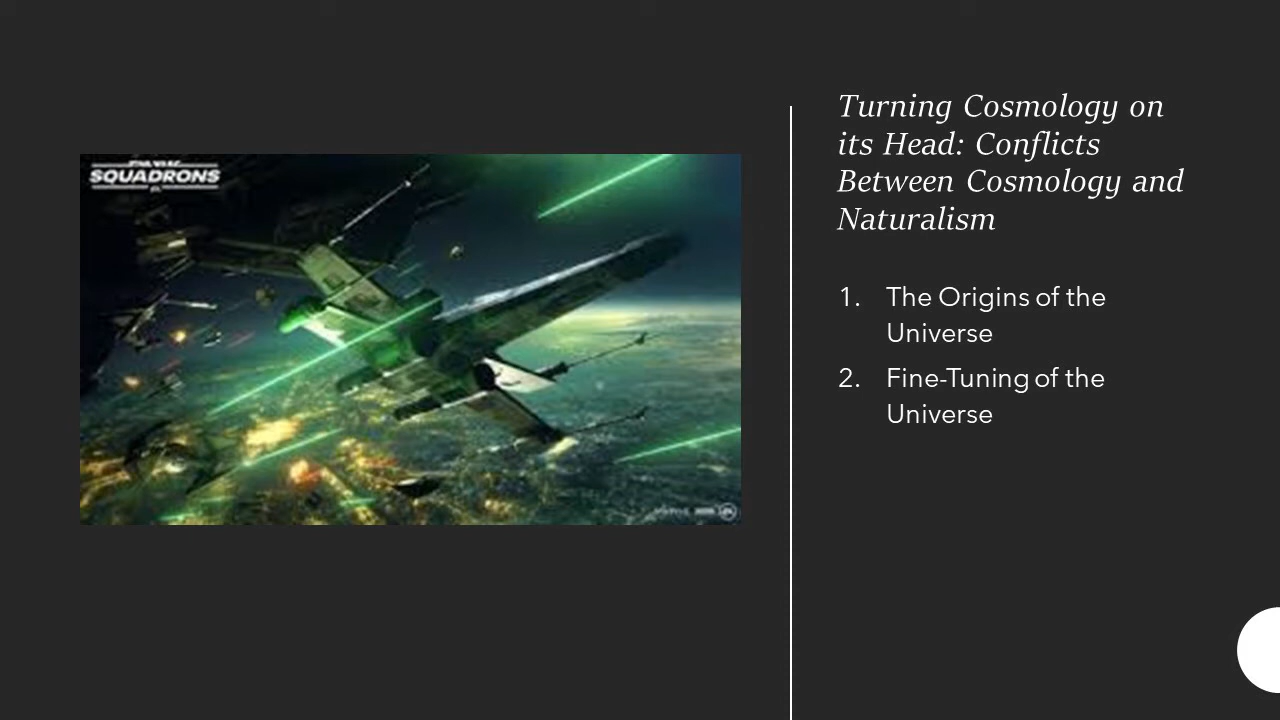 SQUADRONS
Turning Cosmology on
its Head: Conflicts
Between Cosmology and
Naturalism
1. The Origins of the
Universe
2. Fine-Tuning of the
Universe